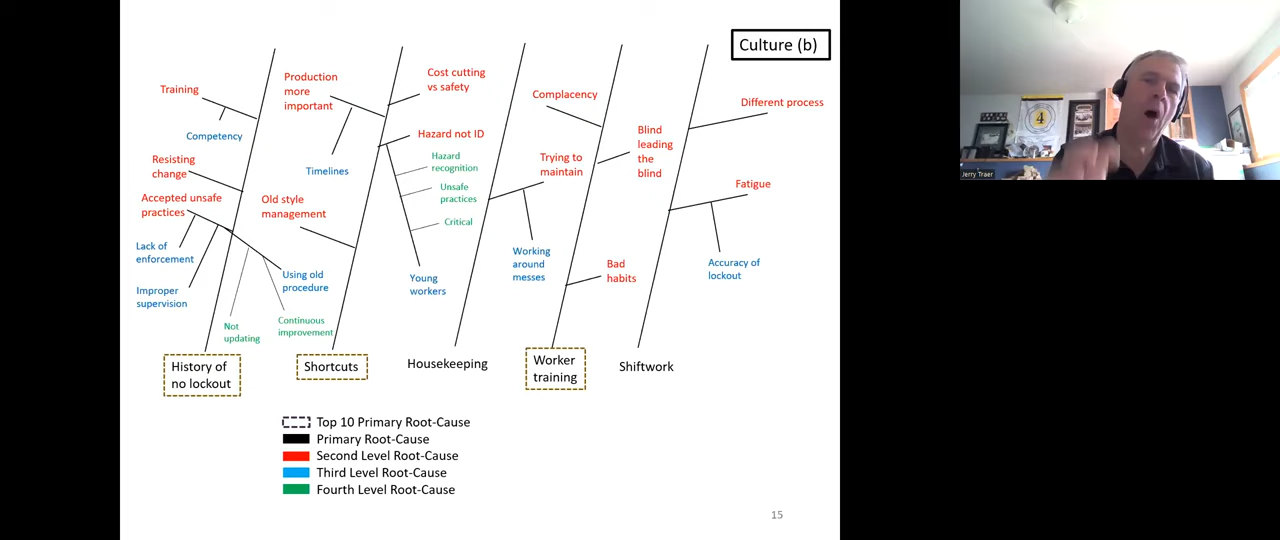 Culture (b)
Training
Competency
Resisting
change
Accepted unsafe
practices
Lack of
enforcement
Improper
supervision
Using old
procedure
Not
updating
Continuous
improvement
History of
no lockout
Production
more
important
Timelines
Old style
management
Shortcuts
Cost cutting
vs safety
Hazard not ID
Hazard
recognition
Unsafe
practices
Critical
Young
workers
Trying to
maintain
Working
around
messes
Housekeeping
Complacency
Blind
leading
the
blind
Bad
habits
Worker
training
Different process
Fatigue
Accuracy of
lockout
Shiftwork
Top 10 Primary Root-Cause
Primary Root-Cause
Second Level Root-Cause
Third Level Root-Cause
Fourth Level Root-Cause
15
4
Jerry Traer